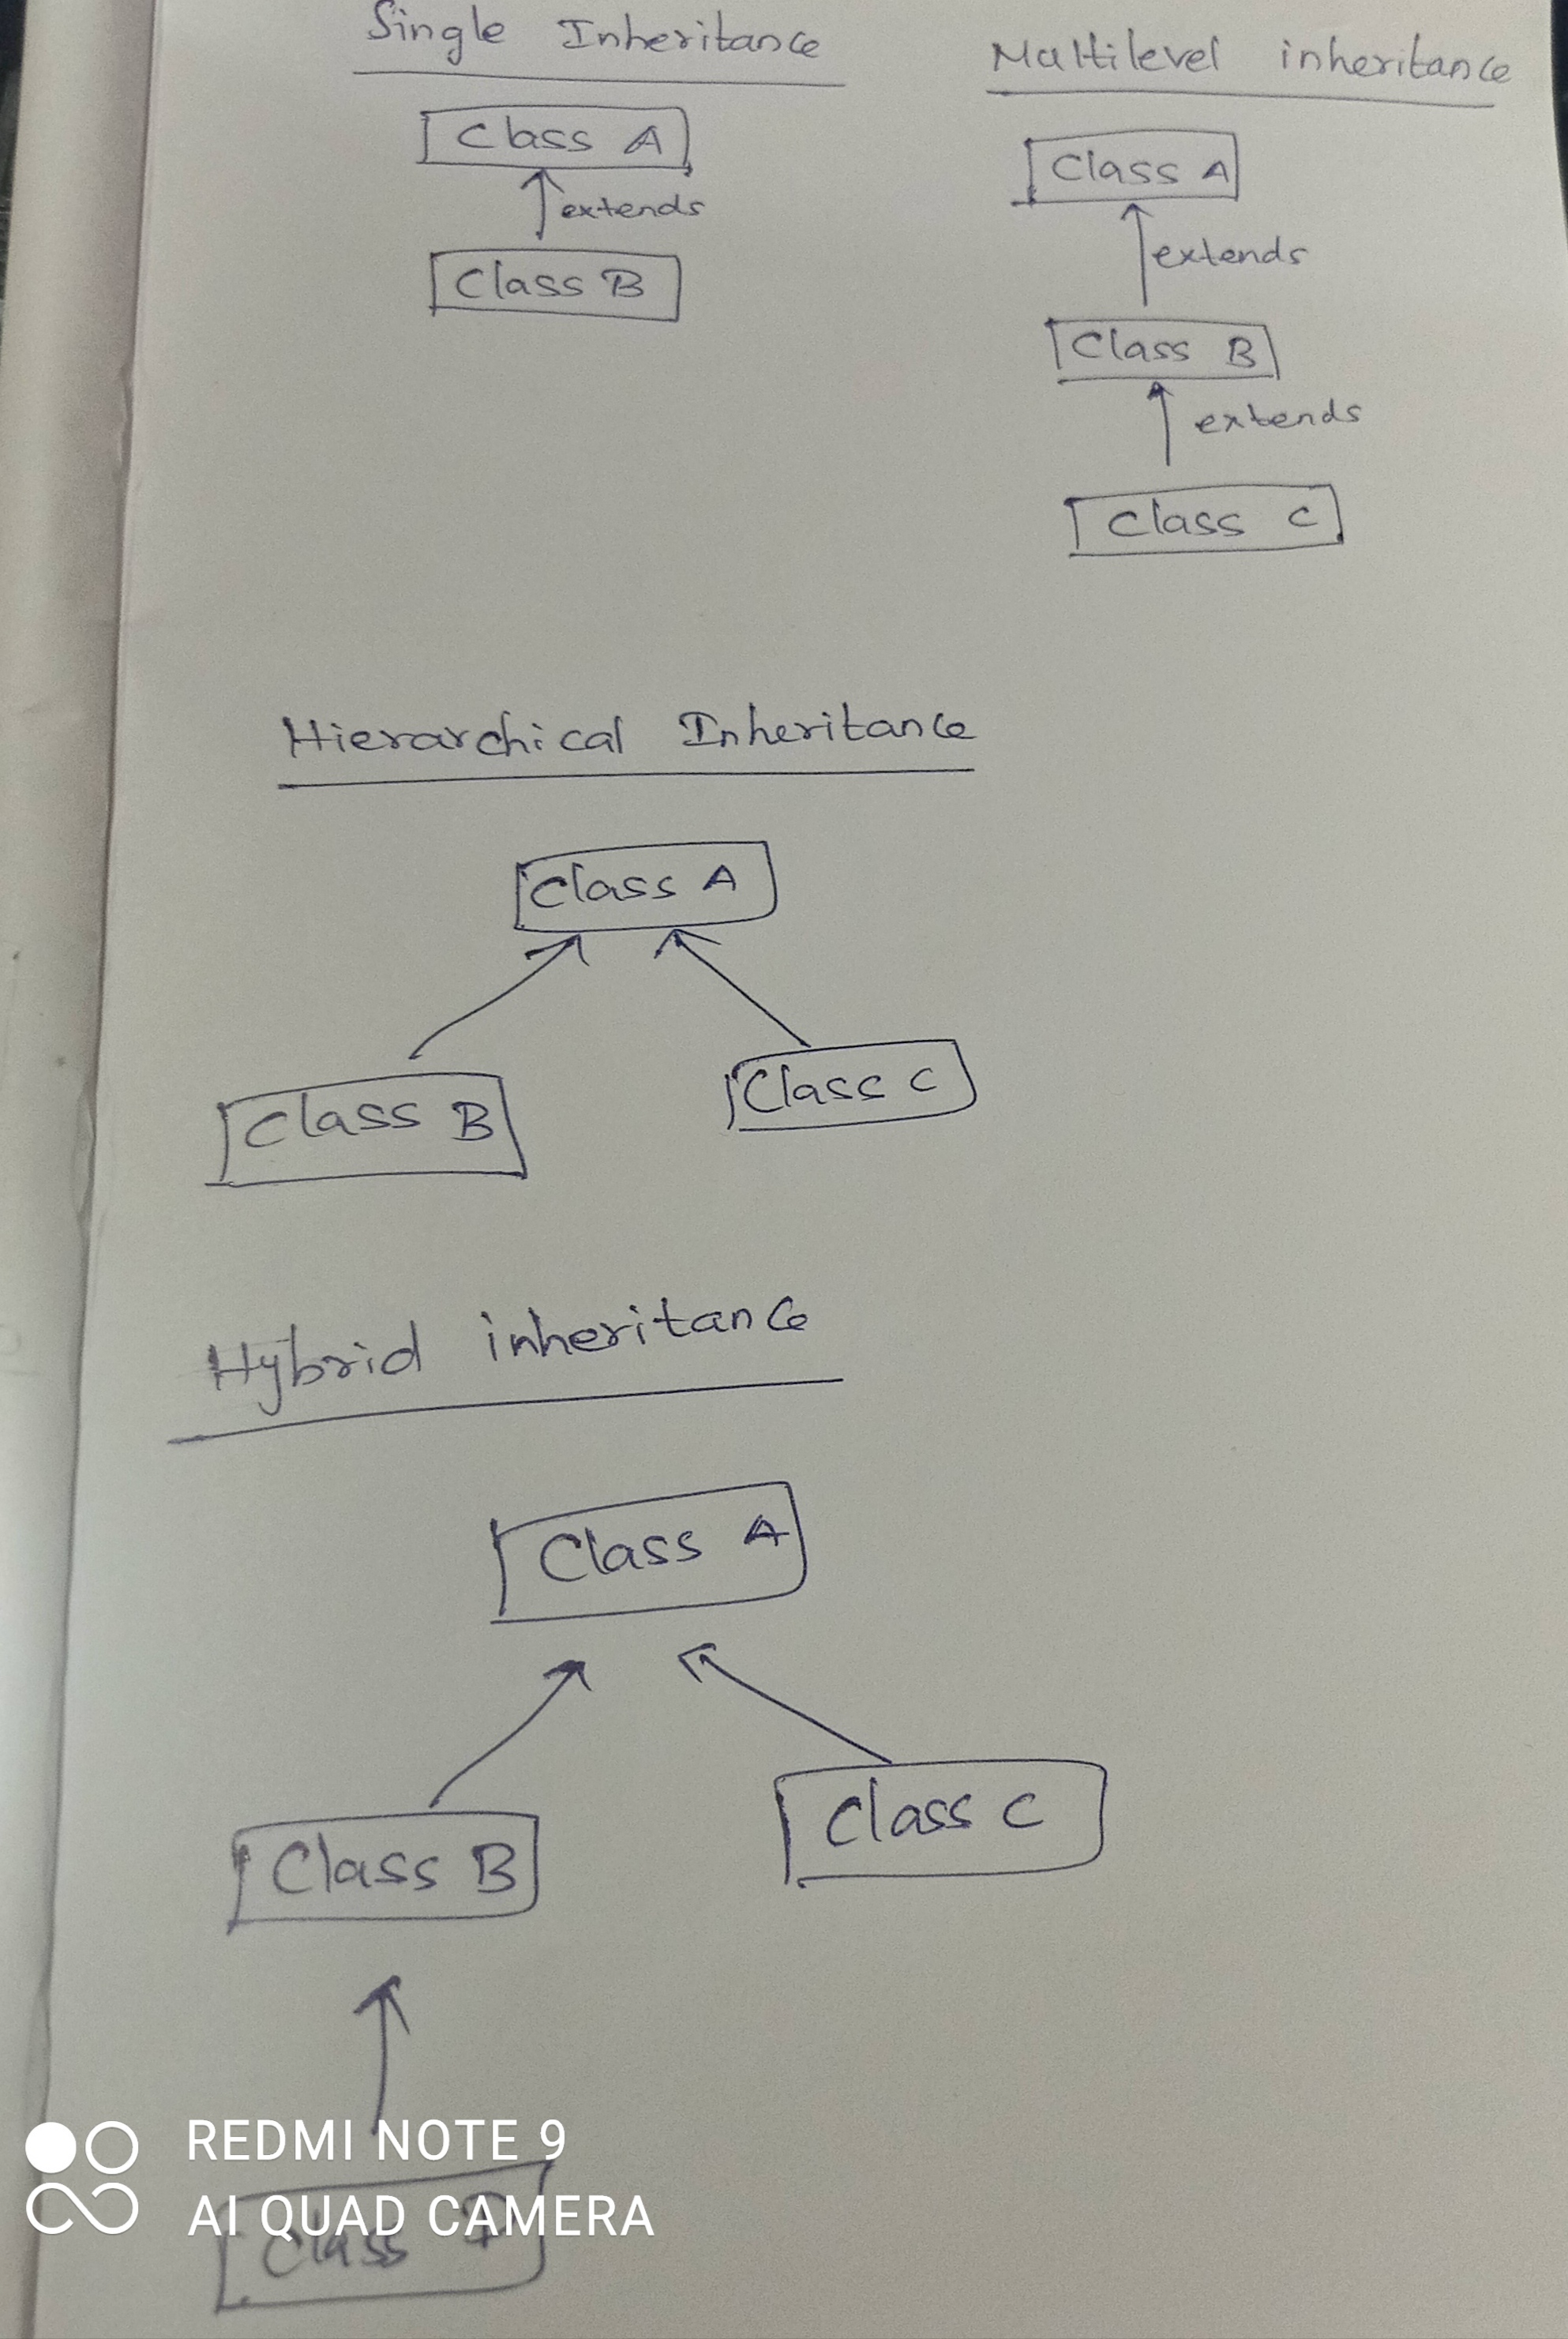 Single Inheritance
Class A
extends
Class B
Multilevel inheritance
Class A
extends
Class B
extends
Class C
Hierarchical Inheritance
Class A
Class B
Class C
Hybrid inheritance
Class A
Class B
Class C
REDMI NOTE 9
AI QUAD CAMERA
Class